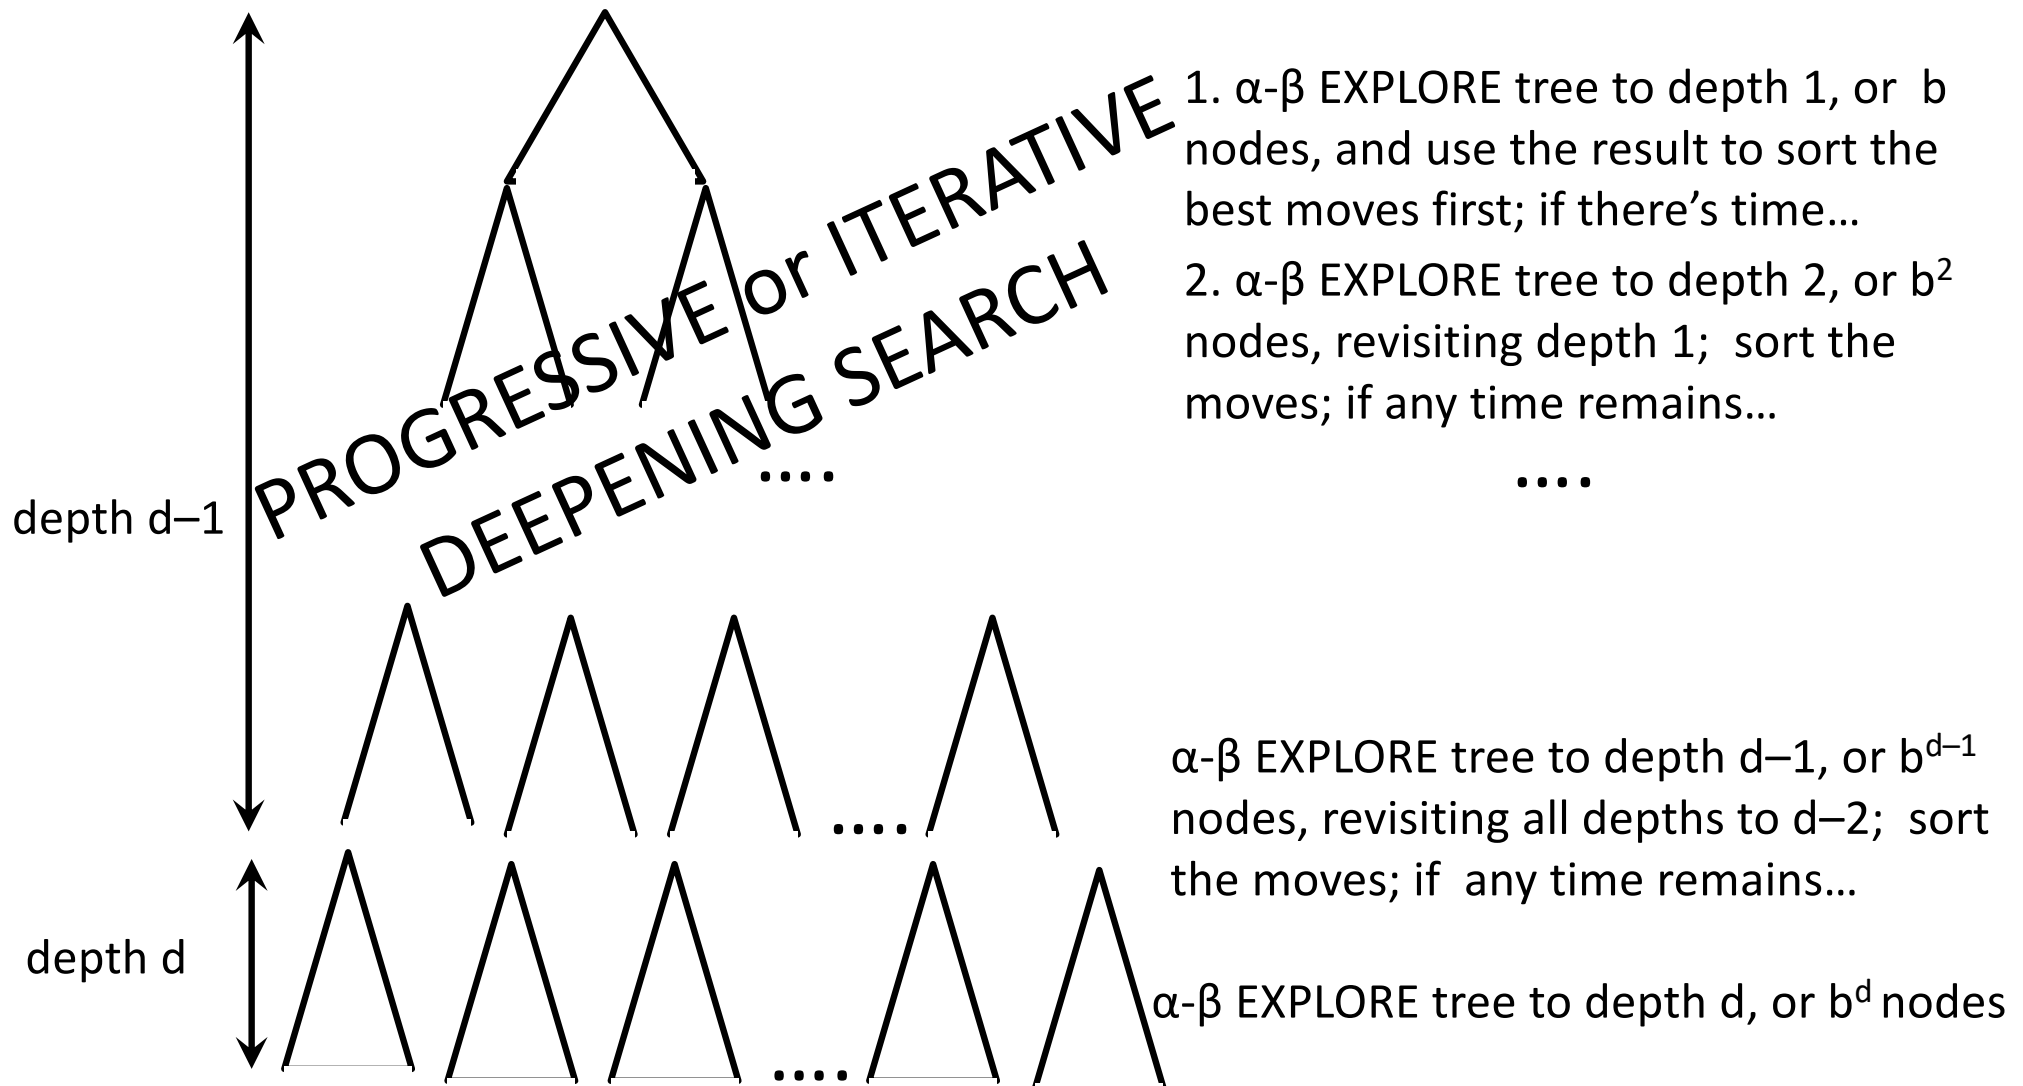 PROGRESSIVE or ITERATIVE
DEEPENING SEARCH
1. α-β EXPLORE tree to depth 1, or b
nodes, and use the result to sort the
best moves first; if there’s time…
2. α-β EXPLORE tree to depth 2, or b²
nodes, revisiting depth 1; sort the
moves; if any time remains…
....
....
depth d–1
α-β EXPLORE tree to depth d–1, or b^{d–1}
nodes, revisiting all depths to d–2; sort
the moves; if any time remains…
....
depth d
α-β EXPLORE tree to depth d, or b^{d} nodes
....